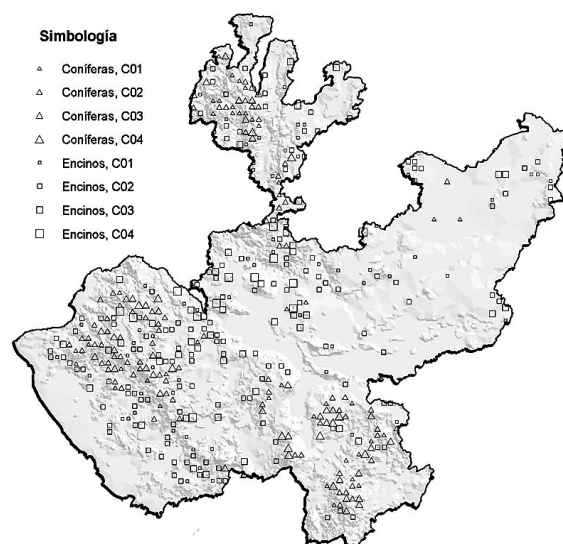 Simbología
Coníferas, C01
Coníferas, C02
Coníferas, C03
Coníferas, C04
Encinos, C01
Encinos, C02
Encinos, C03
Encinos, C04